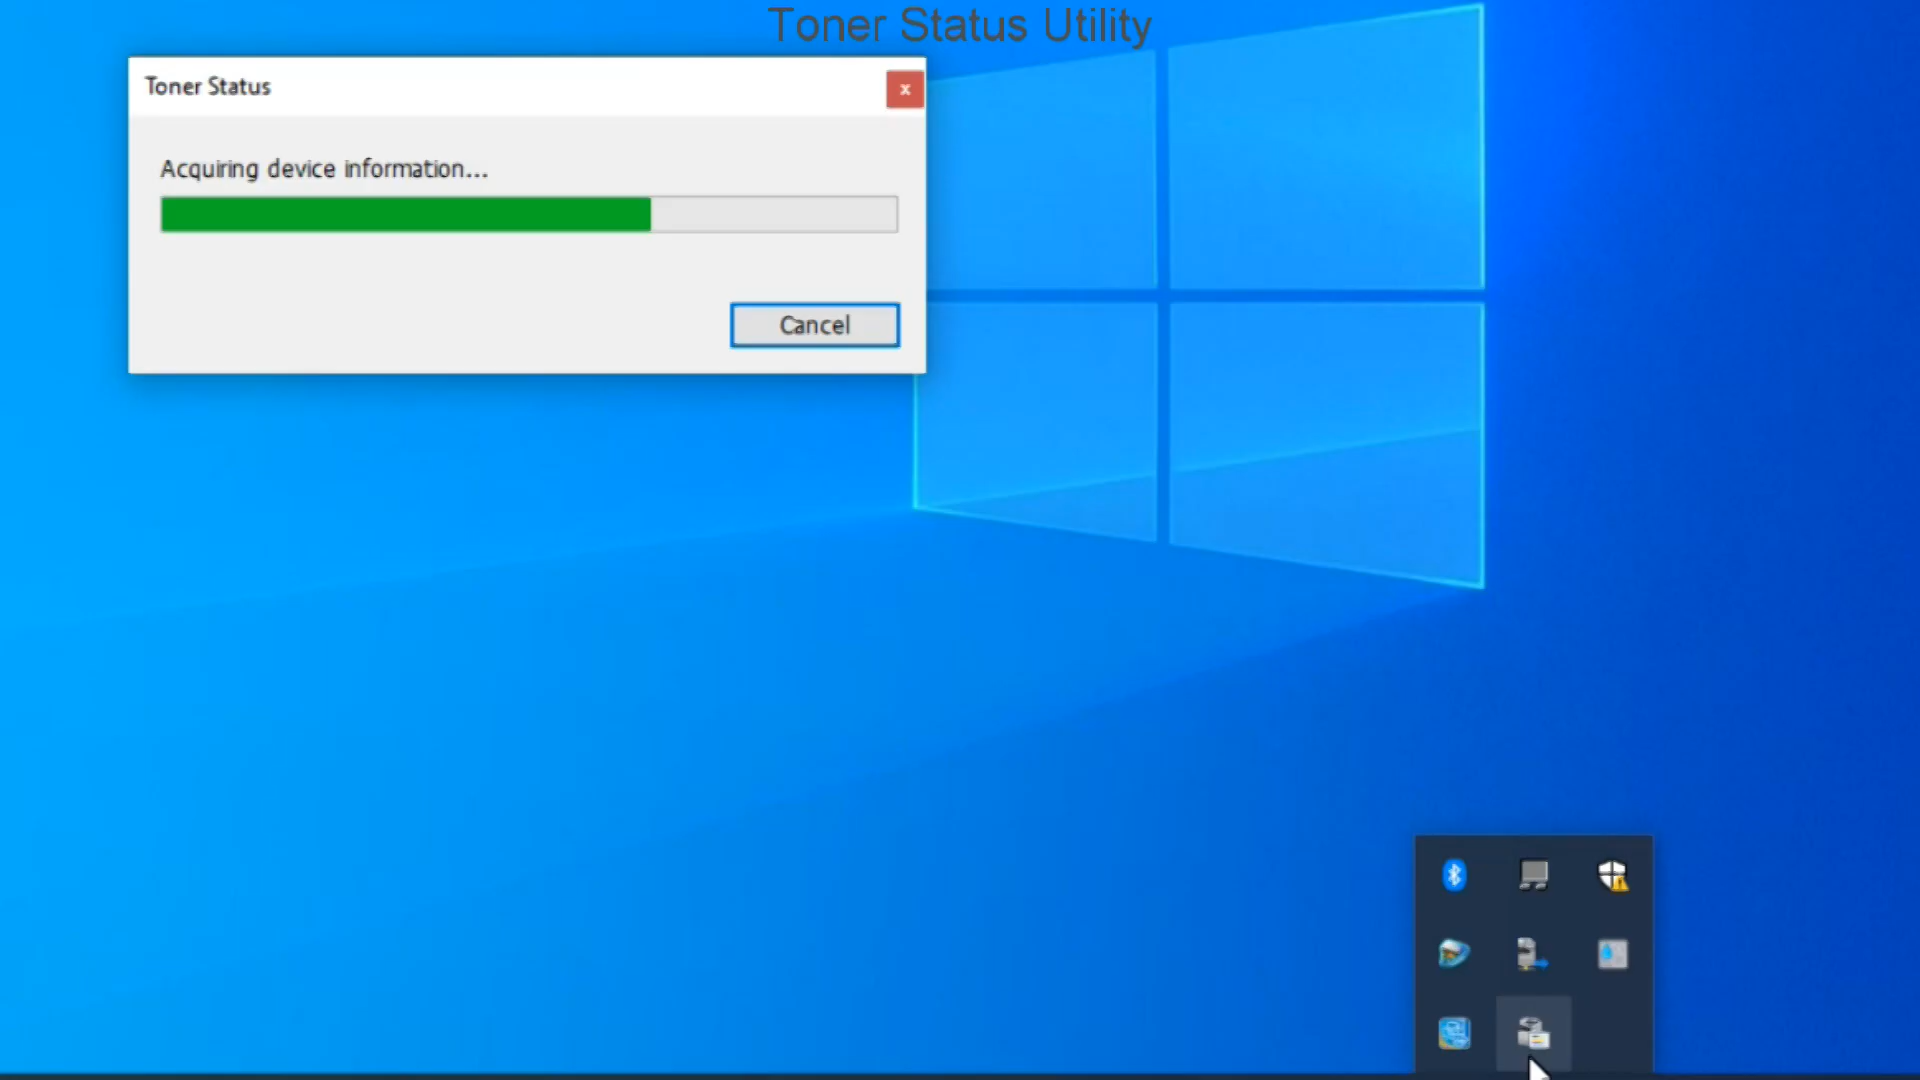 Toner Status Utility
Toner Status
x
Acquiring device information...
Cancel